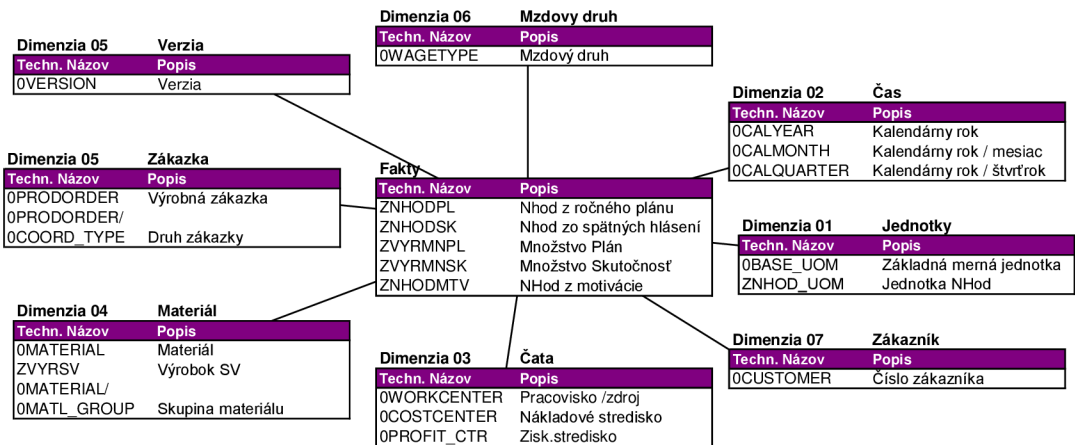 Dimenzia 06 Mzdovy druh
Techn. Názov Popis
0WAGETYPE Mzdový druh
Dimenzia 05 Verzia
Techn. Názov Popis
0VERSION Verzia
Dimenzia 02 Čas
Techn. Názov Popis
0CALYEAR Kalendárny rok
0CALMONTH Kalendárny rok / mesiac
0CALQUARTER Kalendárny rok / štvrťrok
Dimenzia 05 Zákazka
Techn. Názov Popis
0PRODORDER Výrobná zákazka
0PRODORDER/
0COORD_TYPE Druh zákazky
Fakty
Techn. Názov Popis
ZNHODPL Nhod z ročného plánu
ZNHODSK Nhod zo spätných hlásení
ZVYRMNPL Množstvo Plán
ZVYRMNSK Množstvo Skutočnosť
ZNHODMTV NHod z motivácie
Dimenzia 01 Jednotky
Techn. Názov Popis
0BASE_UOM Základná merná jednotka
ZNHOD_UOM Jednotka NHod
Dimenzia 04 Materiál
Techn. Názov Popis
0MATERIAL Materiál
ZVYRSV Výrobok SV
0MATERIAL/
0MATL_GROUP Skupina materiálu
Dimenzia 03 Čata
Techn. Názov Popis
0WORKCENTER Pracovisko /zdroj
0COSTCENTER Nákladové stredisko
0PROFIT_CTR Zisk.stredisko
Dimenzia 07 Zákazník
Techn. Názov Popis
0CUSTOMER Číslo zákazníka